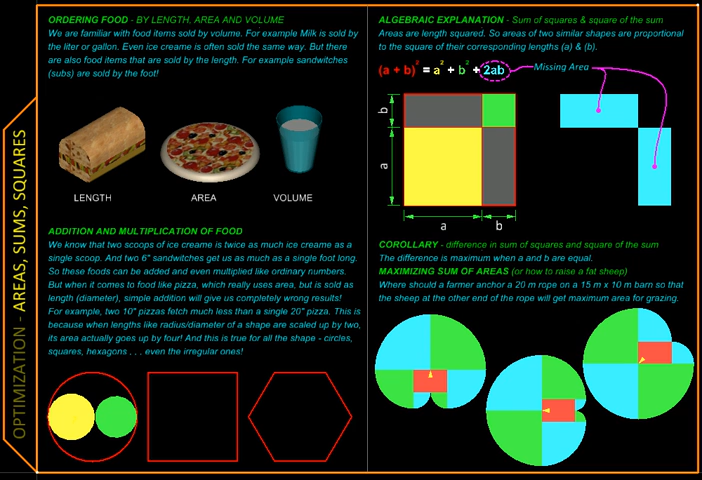 OPTIMIZATION - AREAS, SUMS, SQUARES
ORDERING FOOD - BY LENGTH, AREA AND VOLUME
We are familiar with food items sold by volume. For example Milk is sold by
the liter or gallon. Even ice creame is often sold the same way. But there
are also food items that are sold by the length. For example sandwitches
(subs) are sold by the foot!
LENGTH
AREA
VOLUME
ADDITION AND MULTIPLICATION OF FOOD
We know that two scoops of ice creame is twice as much ice creame as a
single scoop. And two 6" sandwitches get us as much as a single foot long.
So these foods can be added and even multiplied like ordinary numbers.
But when it comes to food like pizza, which really uses area, but is sold as
length (diameter), simple addition will give us completely wrong results!
For example, two 10" pizzas fetch much less than a single 20" pizza. This is
because when lengths like radius/diameter of a shape are scaled up by two,
its area actually goes up by four! And this is true for all the shape - circles,
squares, hexagons , . . even the irregular ones!
ALGEBRAIC EXPLANATION - Sum of squares & square of the sum
Areas are length squared. So areas of two similar shapes are proportional
to the square of their corresponding lengths (a) & (b).
(a + b)² = a² + b² + 2ab
Missing Area
b
a
a
b
COROLLARY - difference in sum of squares and square of the sum
The difference is maximum when a and b are equal.
MAXIMIZING SUM OF AREAS (or how to raise a fat sheep)
Where should a farmer anchor a 20 m rope on a 15 m x 10 m barn so that
the sheep at the other end of the rope will get maximum area for grazing.